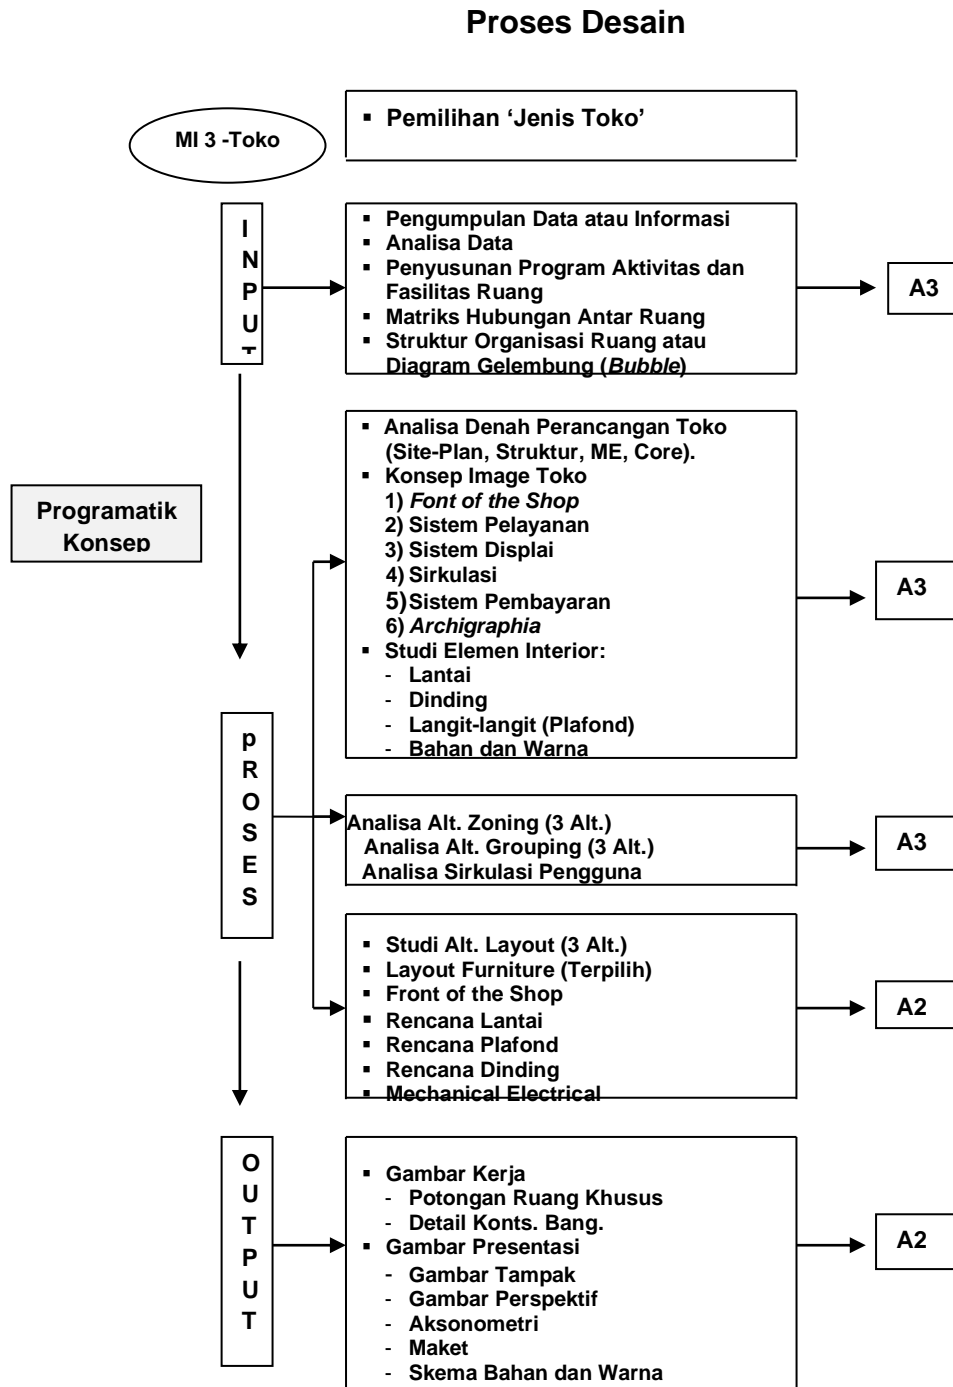 Proses Desain
MI 3 -Toko
▪ Pemilihan ‘Jenis Toko’
I
N
P
U
T
▪ Pengumpulan Data atau Informasi
▪ Analisa Data
▪ Penyusunan Program Aktivitas dan
Fasilitas Ruang
▪ Matriks Hubungan Antar Ruang
▪ Struktur Organisasi Ruang atau
Diagram Gelembung (Bubble)
A3
Programatik
Konsep
▪ Analisa Denah Perancangan Toko
(Site-Plan, Struktur, ME, Core).
▪ Konsep Image Toko
1) Font of the Shop
2) Sistem Pelayanan
3) Sistem Displai
4) Sirkulasi
5) Sistem Pembayaran
6) Archigraphia
▪ Studi Elemen Interior:
- Lantai
- Dinding
- Langit-langit (Plafond)
- Bahan dan Warna
A3
p
R
O
S
E
S
Analisa Alt. Zoning (3 Alt.)
Analisa Alt. Grouping (3 Alt.)
Analisa Sirkulasi Pengguna
A3
▪ Studi Alt. Layout (3 Alt.)
▪ Layout Furniture (Terpilih)
▪ Front of the Shop
▪ Rencana Lantai
▪ Rencana Plafond
▪ Rencana Dinding
▪ Mechanical Electrical
A2
O
U
T
P
U
T
▪ Gambar Kerja
- Potongan Ruang Khusus
- Detail Konts. Bang.
▪ Gambar Presentasi
- Gambar Tampak
- Gambar Perspektif
- Aksonometri
- Maket
- Skema Bahan dan Warna
A2